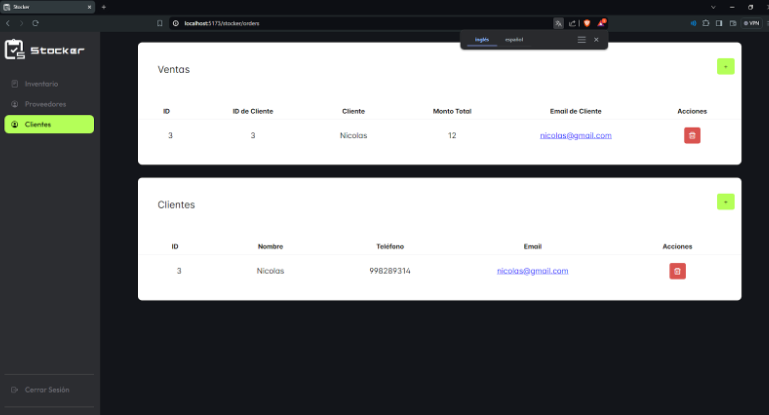 Stocker
localhost:5173/stocker/orders
VPN
inglés español
Stocker
Inventario
Proveedores
Clientes
Cerrar Sesión
Ventas
ID ID de Cliente Cliente Monto Total Email de Cliente Acciones
3 3 Nicolas 12 nicolas@gmail.com
Clientes
ID Nombre Teléfono Email Acciones
3 Nicolas 998289314 nicolas@gmail.com